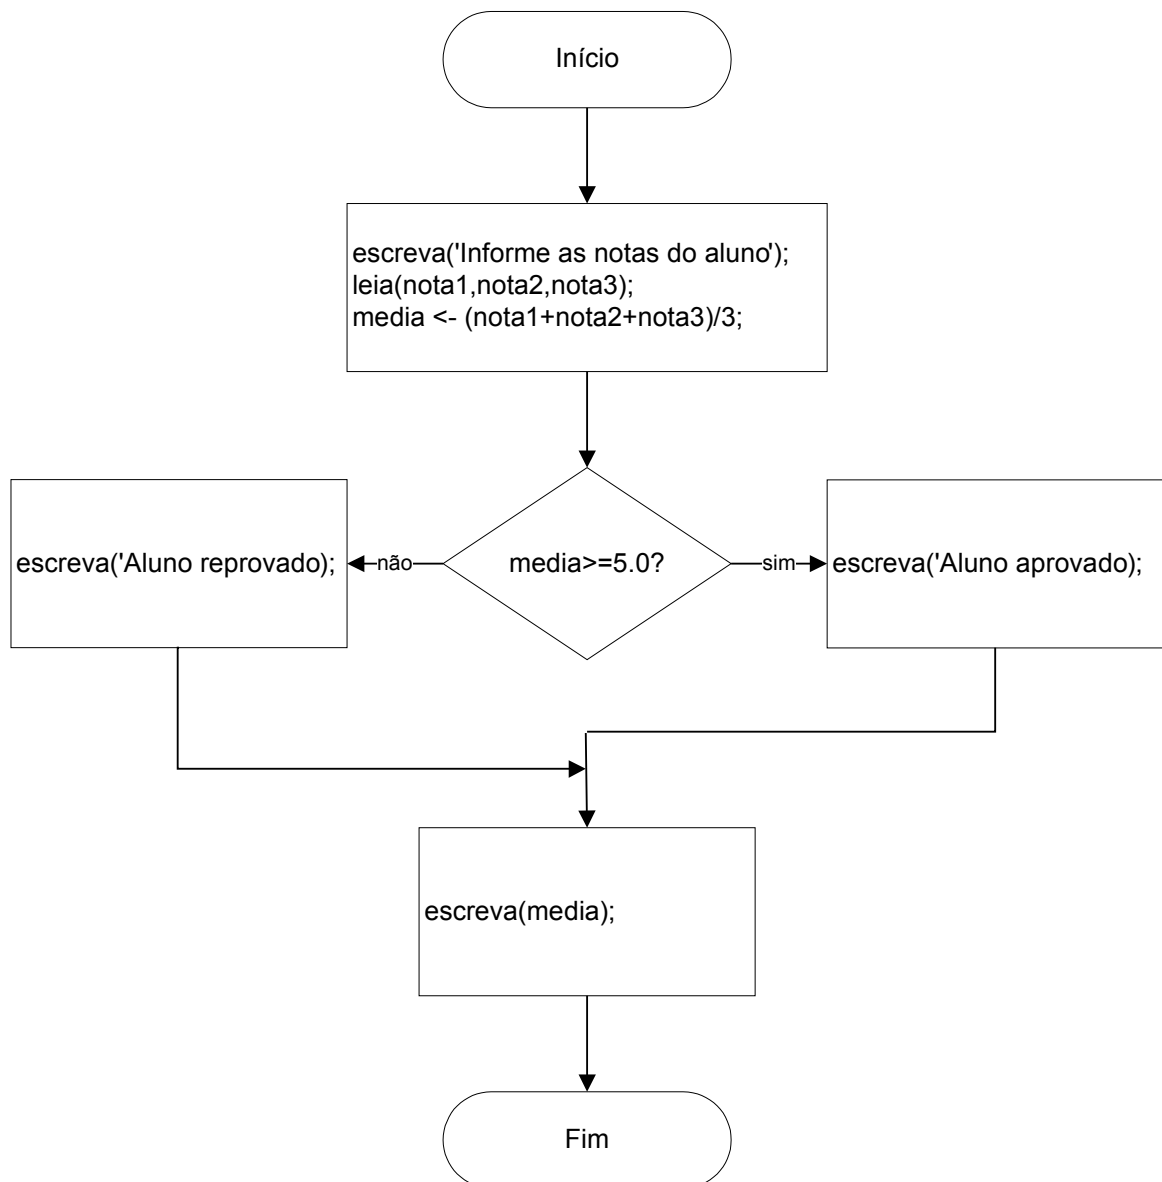 Início
escreva('Informe as notas do aluno');
leia(nota1,nota2,nota3);
media <- (nota1+nota2+nota3)/3;
escreva('Aluno reprovado);
não
media>=5.0?
sim
escreva('Aluno aprovado);
escreva(media);
Fim